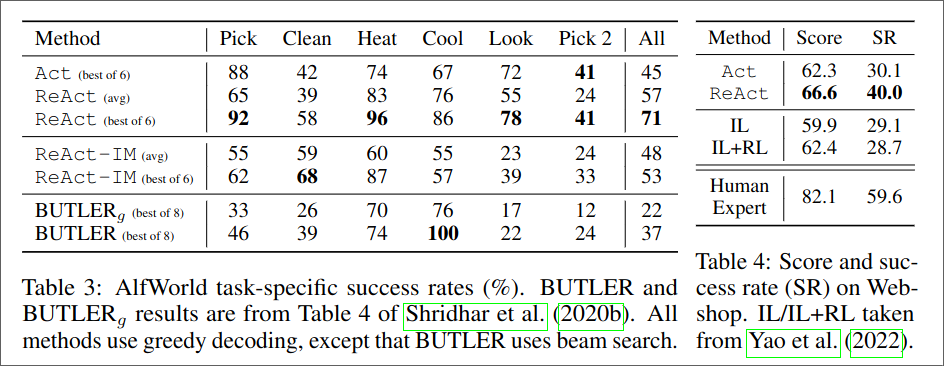 Method Pick Clean Heat Cool Look Pick 2 All
Act (best of 6) 88 42 74 67 72 41 45
ReAct (avg) 65 39 83 76 55 24 57
ReAct (best of 6) 92 58 96 86 78 41 71
ReAct-IM (avg) 55 59 60 55 23 24 48
ReAct-IM (best of 6) 62 68 87 57 39 33 53
BUTLERg (best of 8) 33 26 70 76 17 12 22
BUTLER (best of 8) 46 39 74 100 22 24 37
Table 3: AlfWorld task-specific success rates (%). BUTLER and
BUTLERg results are from Table 4 of Shridhar et al. (2020b). All
methods use greedy decoding, except that BUTLER uses beam search.
Method Score SR
Act 62.3 30.1
ReAct 66.6 40.0
IL 59.9 29.1
IL+RL 62.4 28.7
Human
Expert 82.1 59.6
Table 4: Score and suc-
cess rate (SR) on Web-
shop. IL/IL+RL taken
from Yao et al. (2022).